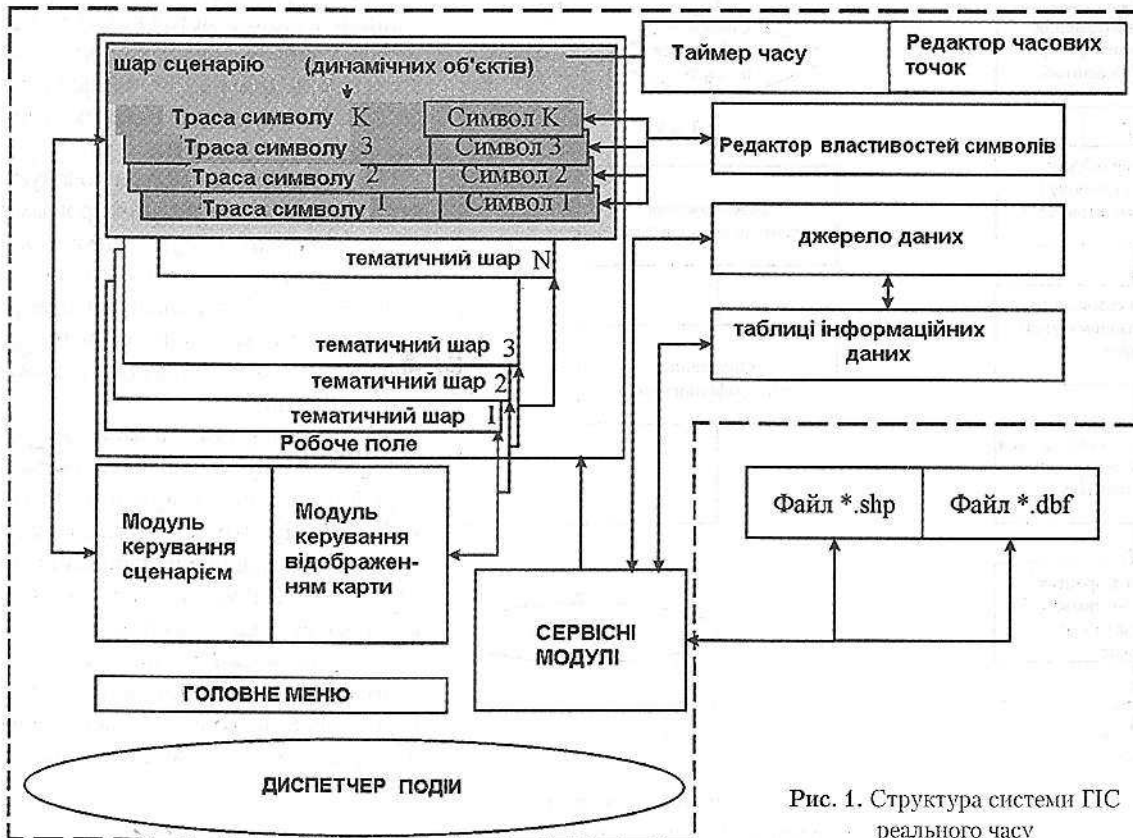 шар сценарію (динамічних об'єктів)
Траса символу K Символ K
Траса символу 3 Символ 3
Траса символу 2 Символ 2
Траса символу 1 Символ 1
тематичний шар N
тематичний шар 3
тематичний шар 2
тематичний шар 1
Робоче поле
Таймер часу
Редактор часових
точок
Редактор властивостей символів
джерело даних
таблиці інформаційних
даних
Файл *.shp
Файл *.dbf
Модуль
керування
сценарієм
Модуль
керування
відображен-
ням карти
СЕРВІСНІ
МОДУЛІ
ГОЛОВНЕ МЕНЮ
ДИСПЕТЧЕР ПОДІИ
Рис. 1. Структура системи ГІС
реального часу